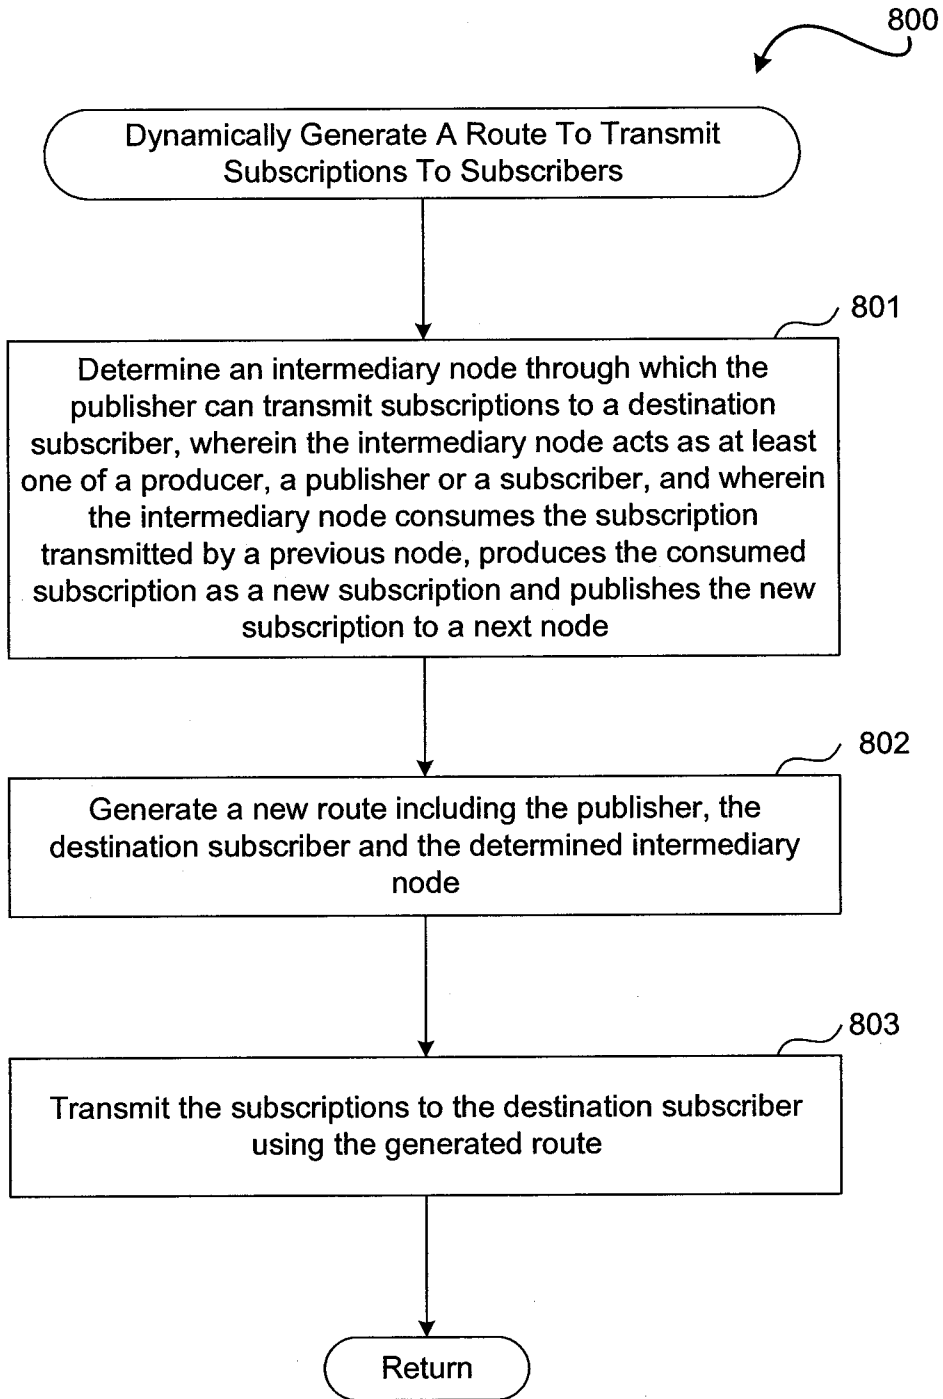 800
Dynamically Generate A Route To Transmit
Subscriptions To Subscribers
801
Determine an intermediary node through which the
publisher can transmit subscriptions to a destination
subscriber, wherein the intermediary node acts as at least
one of a producer, a publisher or a subscriber, and wherein
the intermediary node consumes the subscription
transmitted by a previous node, produces the consumed
subscription as a new subscription and publishes the new
subscription to a next node
802
Generate a new route including the publisher, the
destination subscriber and the determined intermediary
node
803
Transmit the subscriptions to the destination subscriber
using the generated route
Return